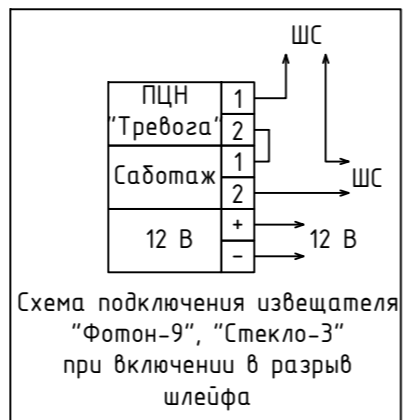 ШС
ПЦН 1
"Тревога" 2
1
Саботаж
2
ШС
+
12 В
12 В
-
Схема подключения извещателя
"Фотон-9", "Стекло-3"
при включении в разрыв
шлейфа